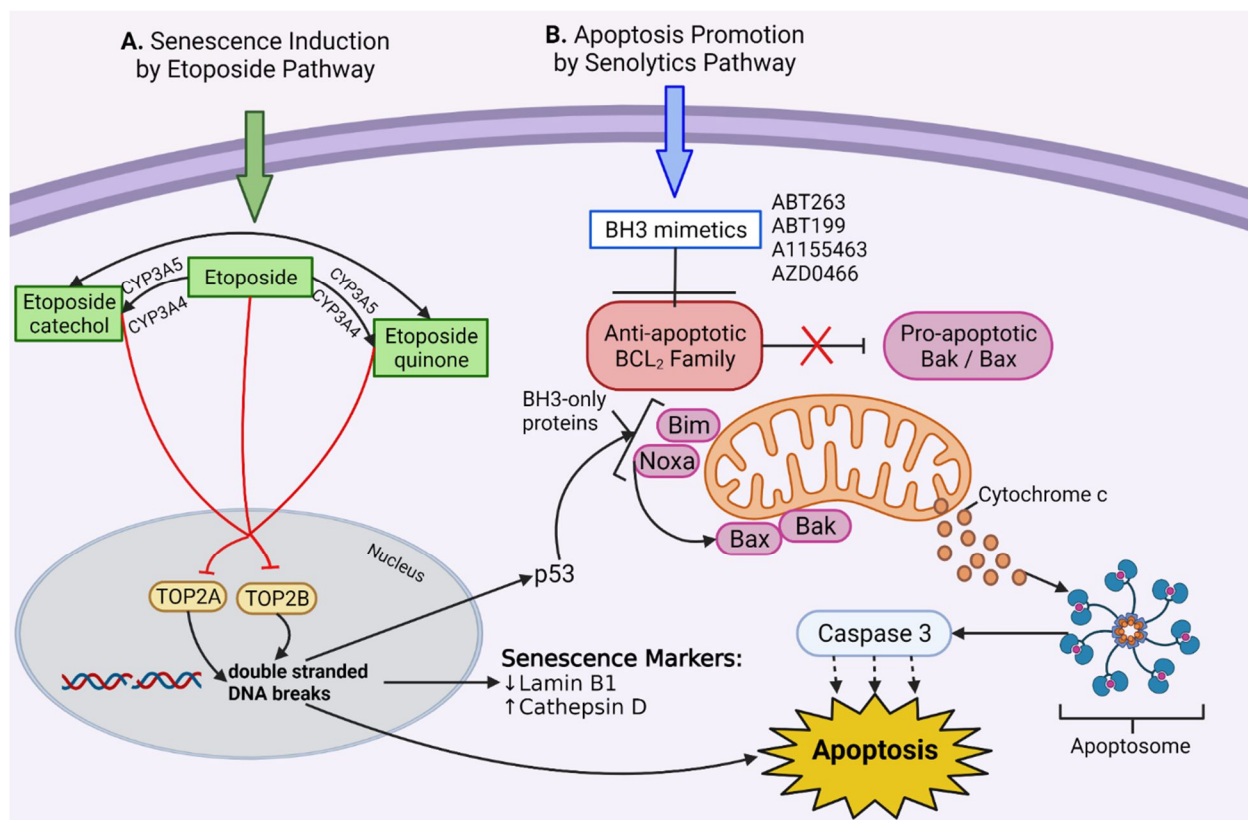 A. Senescence Induction
by Etoposide Pathway
B. Apoptosis Promotion
by Senolytics Pathway
BH3 mimetics
ABT263
ABT199
A1155463
AZD0466
Etoposide
CYP3A5
CYP3A4
CYP3A5
CYP3A4
Etoposide
catechol
Etoposide
quinone
Anti-apoptotic
BCL₂ Family
Pro-apoptotic
Bak / Bax
BH3-only
proteins
Bim
Noxa
Bax
Bak
Cytochrome c
Nucleus
TOP2A
TOP2B
p53
double stranded
DNA breaks
Senescence Markers:
↓Lamin B1
↑Cathepsin D
Caspase 3
Apoptosis
Apoptosome